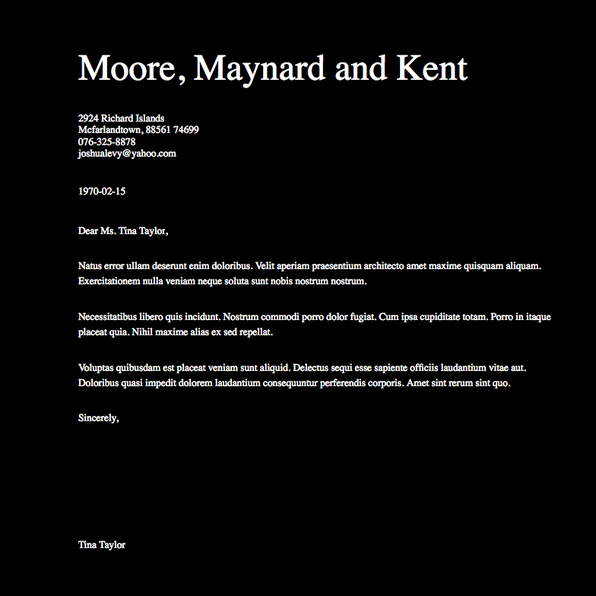 Moore, Maynard and Kent
2924 Richard Islands
Mcfarlandtown, 88561 74699
076-325-8878
joshualevy@yahoo.com
1970-02-15
Dear Ms. Tina Taylor,
Natus error ullam deserunt enim doloribus. Velit aperiam praesentium architecto amet maxime quisquam aliquam.
Exercitationem nulla veniam neque soluta sunt nobis nostrum nostrum.
Necessitatibus libero quis incidunt. Nostrum commodi porro dolor fugiat. Cum ipsa cupiditate totam. Porro in itaque
placeat quia. Nihil maxime alias ex sed repellat.
Voluptas quibusdam est placeat veniam sunt aliquid. Delectus sequi esse sapiente officiis laudantium vitae aut.
Doloribus quasi impedit dolorem laudantium consequuntur perferendis corporis. Amet sint rerum sint quo.
Sincerely,
Tina Taylor